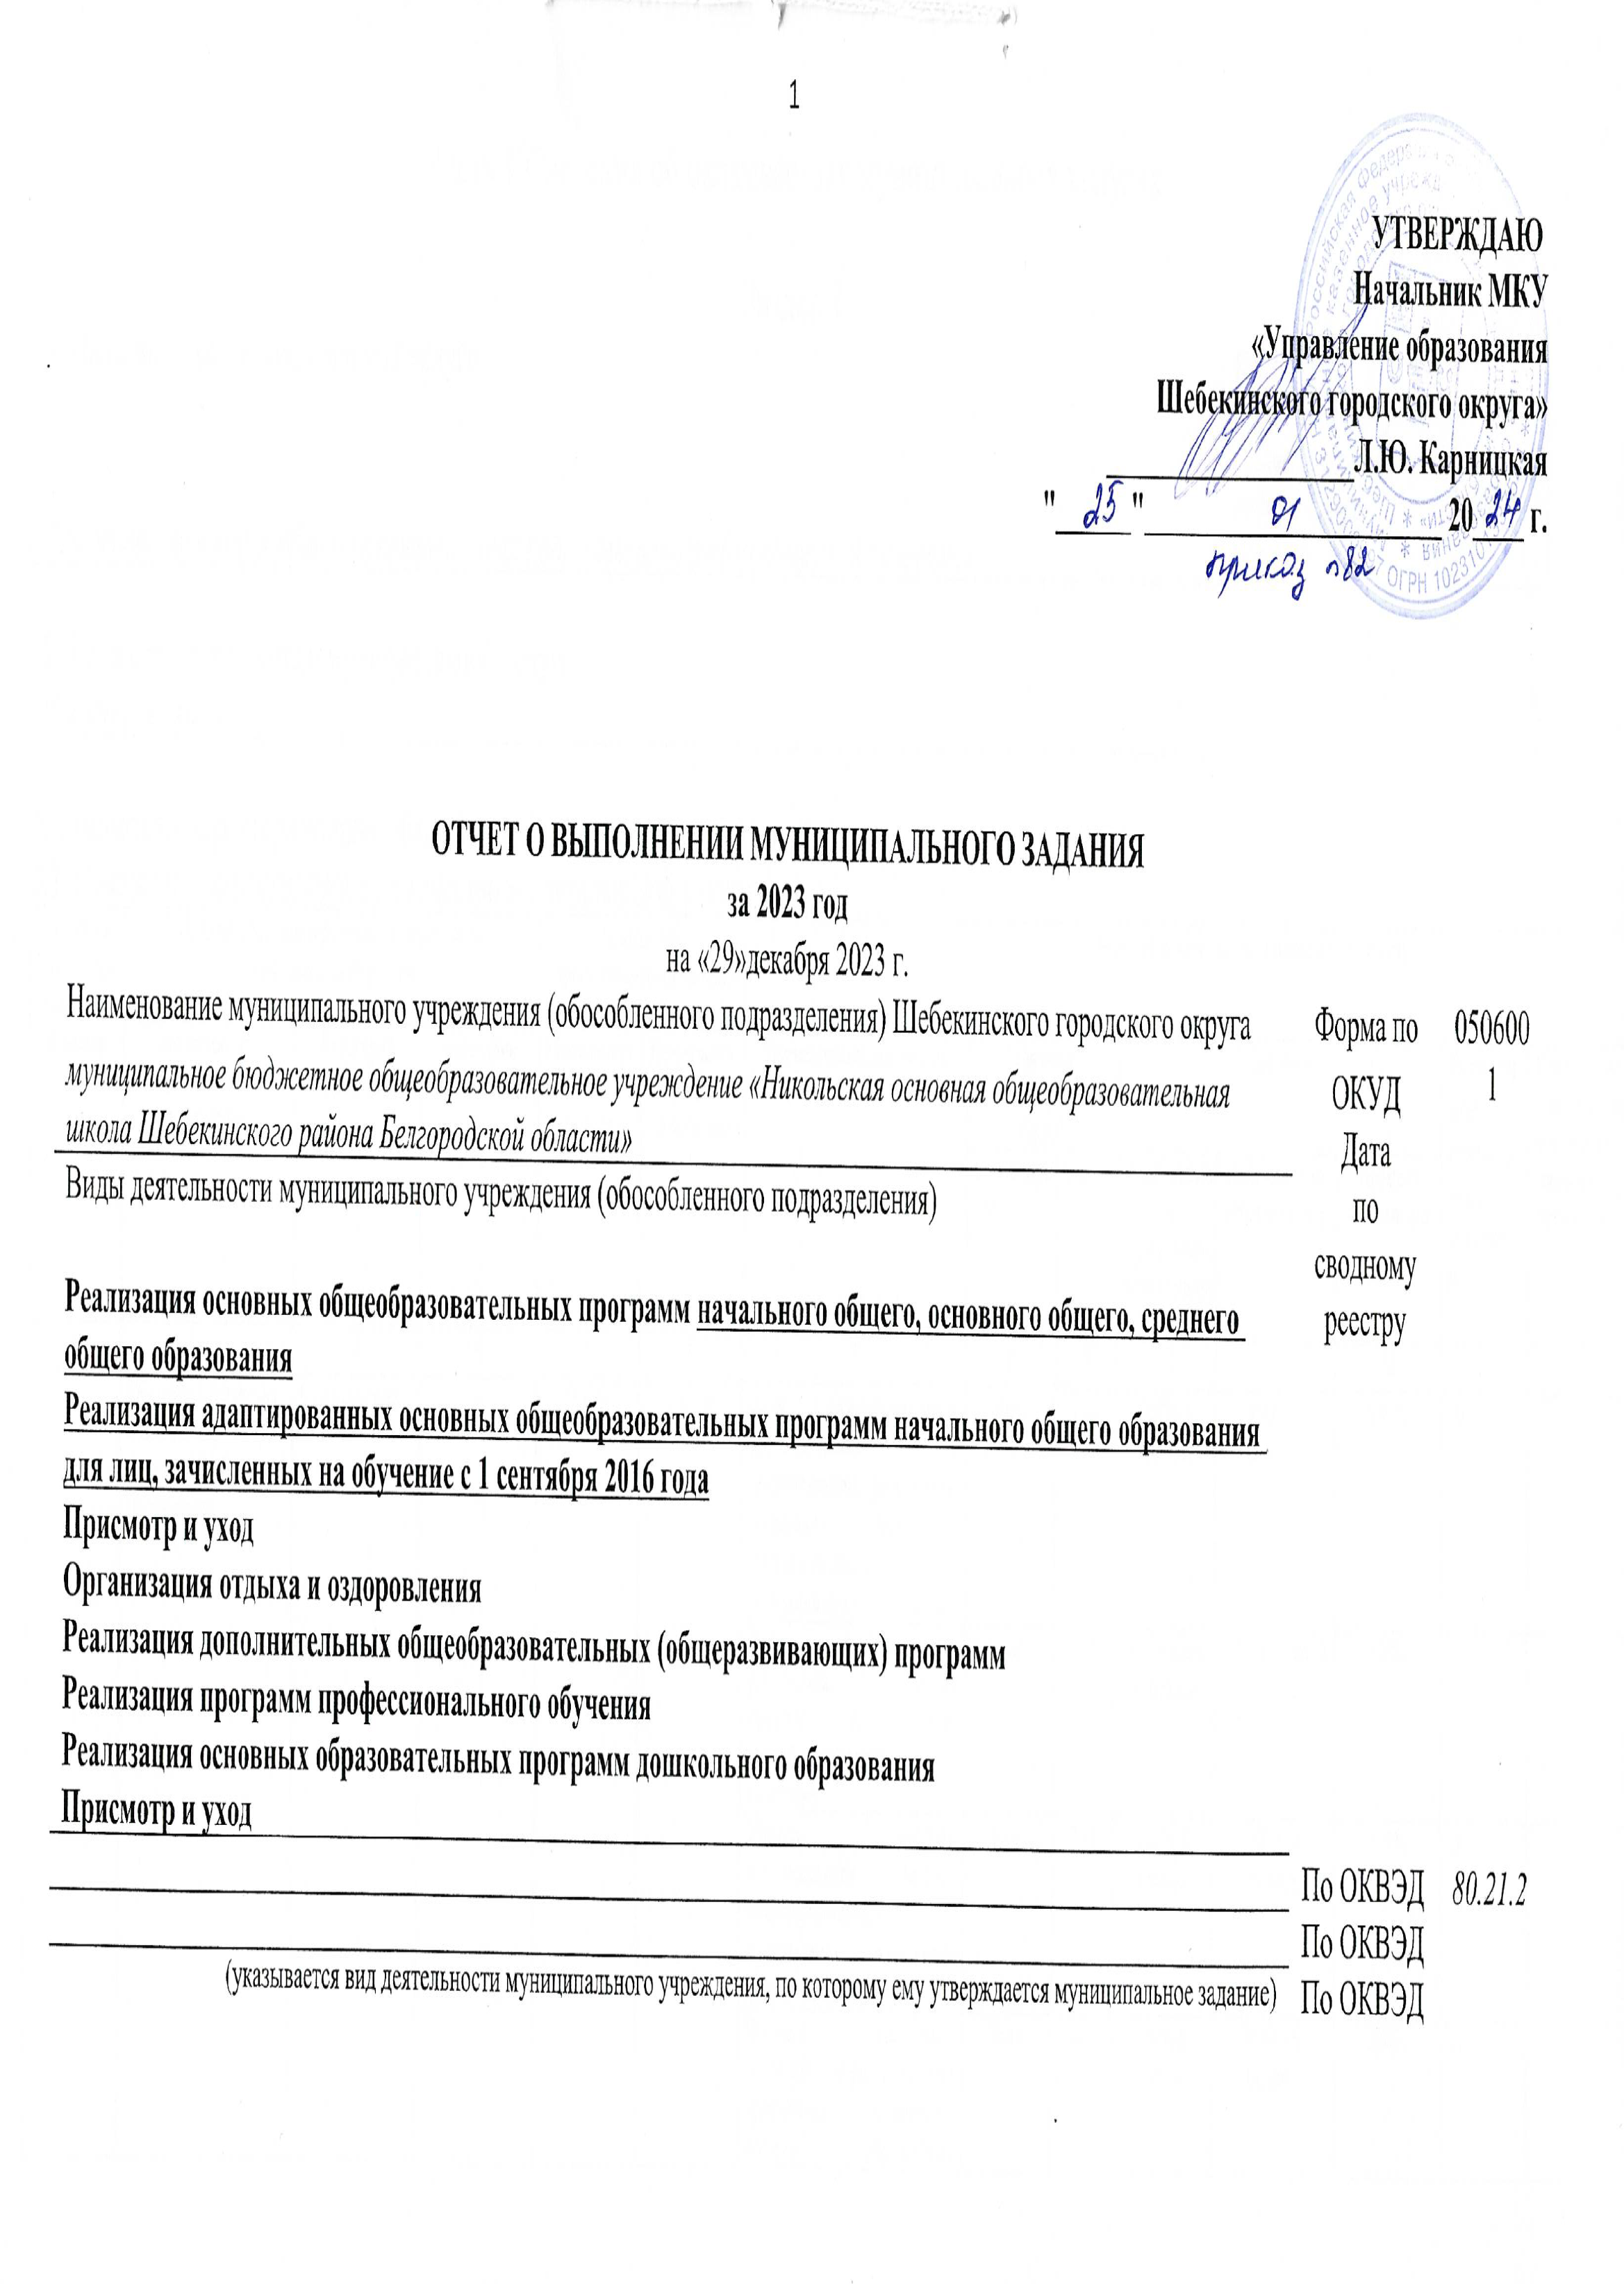 1
УТВЕРЖДАЮ
Начальник МКУ
«Управление образования
Шебекинского городского округа»
Л.Ю. Карницкая
"25" 01 2024 г.
приказ №82
ОТЧЕТ О ВЫПОЛНЕНИИ МУНИЦИПАЛЬНОГО ЗАДАНИЯ
за 2023 год
на «29»декабря 2023 г.
Наименование муниципального учреждения (обособленного подразделения) Шебекинского городского округа
муниципальное бюджетное общеобразовательное учреждение «Никольская основная общеобразовательная
школа Шебекинского района Белгородской области»
Виды деятельности муниципального учреждения (обособленного подразделения)
Реализация основных общеобразовательных программ начального общего, основного общего, среднего
общего образования
Реализация адаптированных основных общеобразовательных программ начального общего образования
для лиц, зачисленных на обучение с 1 сентября 2016 года
Присмотр и уход
Организация отдыха и оздоровления
Реализация дополнительных общеобразовательных (общеразвивающих) программ
Реализация программ профессионального обучения
Реализация основных образовательных программ дошкольного образования
Присмотр и уход
(указывается вид деятельности муниципального учреждения, по которому ему утверждается муниципальное задание)
Форма по 050600
ОКУД 1
Дата
по
сводному
реестру
По ОКВЭД 80.21.2
По ОКВЭД
По ОКВЭД